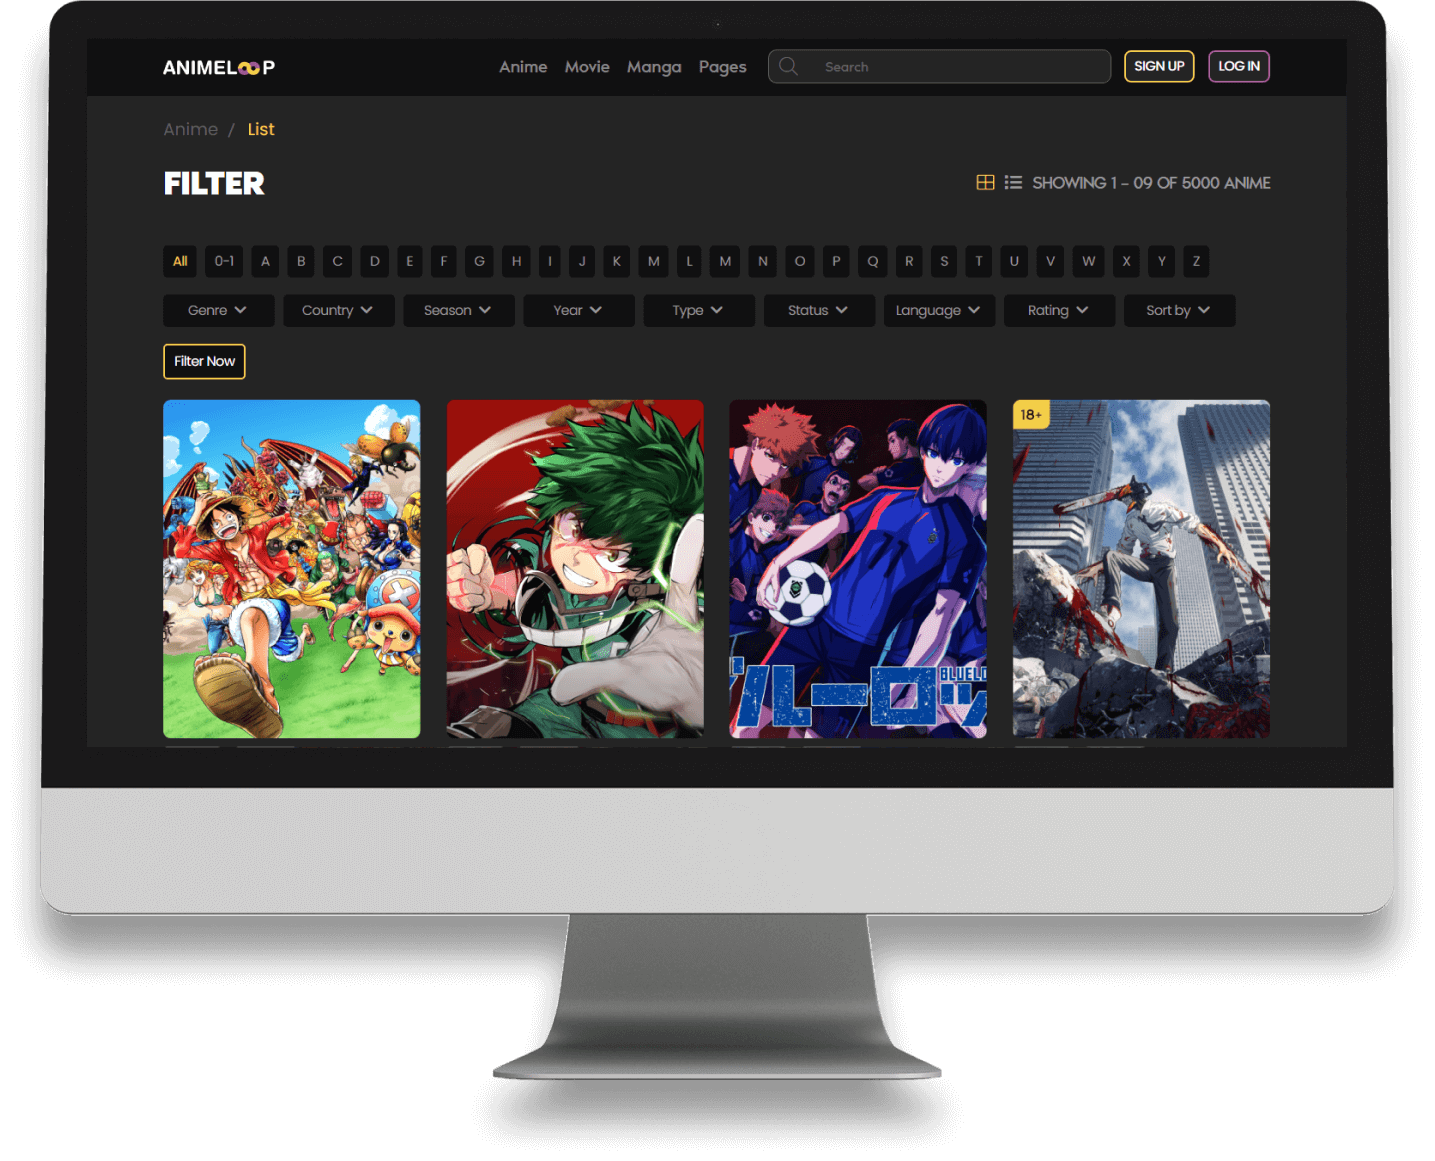 ANIMELOOP Anime Movie Manga Pages Search SIGN UP LOG IN
Anime / List
FILTER SHOWING 1 - 09 OF 5000 ANIME
All 0-1 A B C D E F G H I J K M L M N O P Q R S T U V W X Y Z
Genre Country Season Year Type Status Language Rating Sort by
Filter Now
18+
BLUELO
ブルーロッ